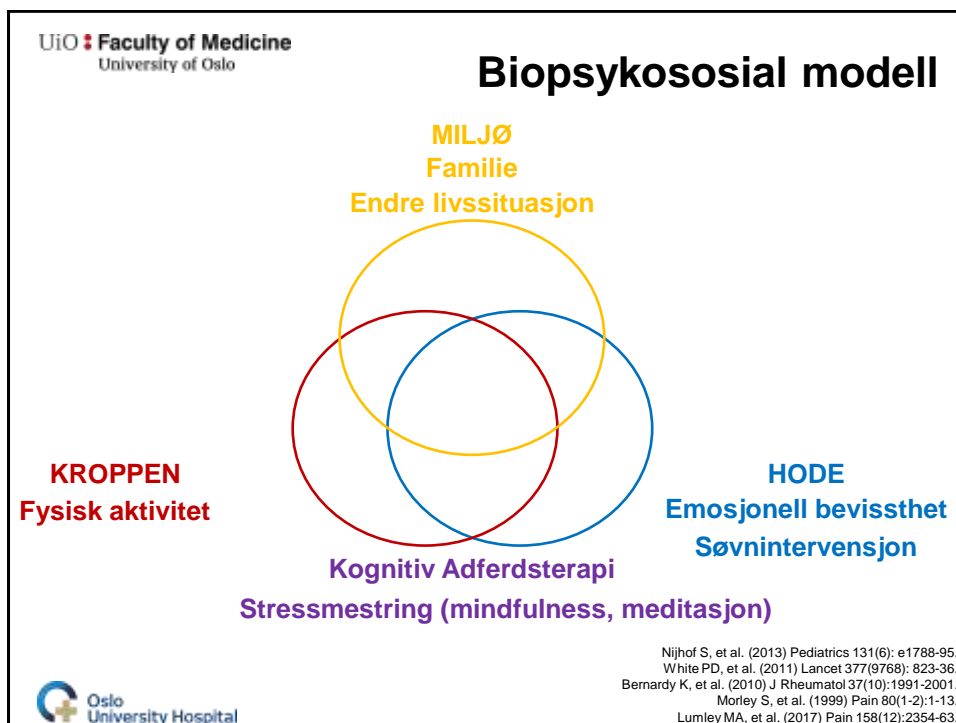 UiO Faculty of Medicine
University of Oslo
Biopsykososial modell
MILJØ
Familie
Endre livssituasjon
KROPPEN
Fysisk aktivitet
HODE
Emosjonell bevissthet
Søvnintervensjon
Kognitiv Adferdsterapi
Stressmestring (mindfulness, meditasjon)
Nijhof S, et al. (2013) Pediatrics 131(6): e1788-95.
White PD, et al. (2011) Lancet 377(9768): 823-36.
Bernardy K, et al. (2010) J Rheumatol 37(10):1991-2001.
Morley S, et al. (1999) Pain 80(1-2):1-13.
Lumley MA, et al. (2017) Pain 158(12):2354-63.
Oslo
University Hospital